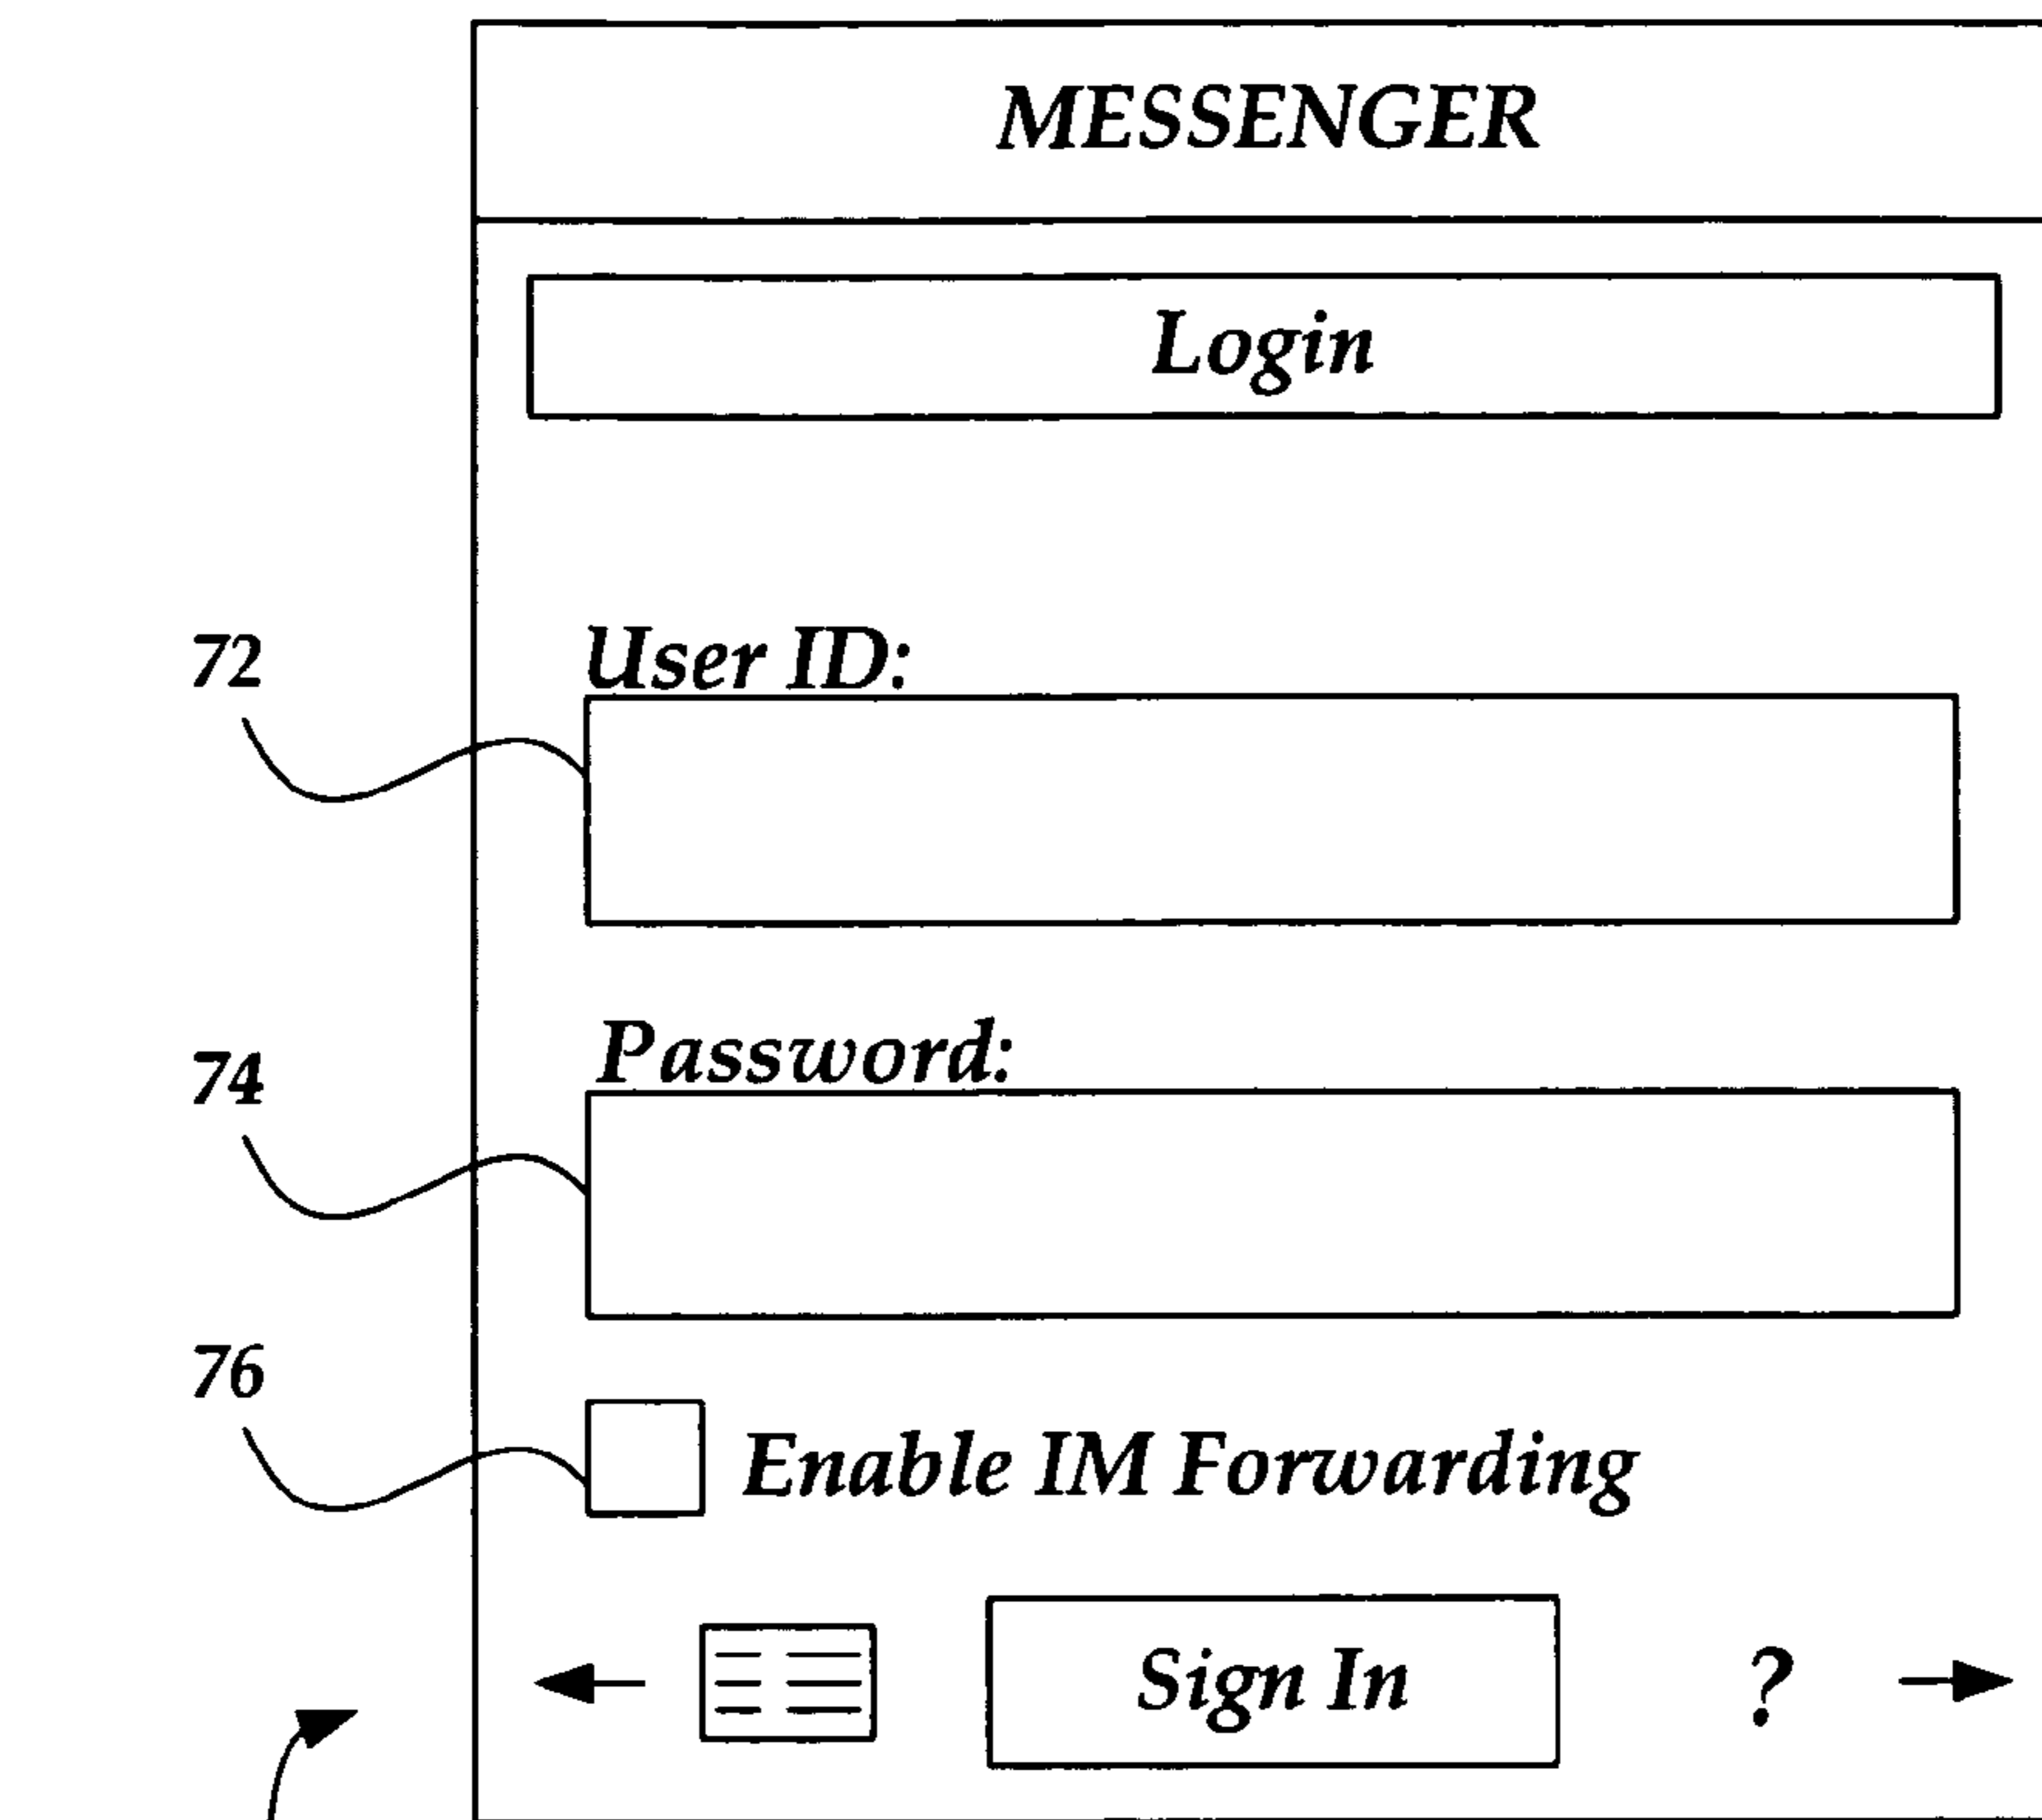 MESSENGER
Login
72
User ID:
74
Password:
76
Enable IM Forwarding
Sign In
?